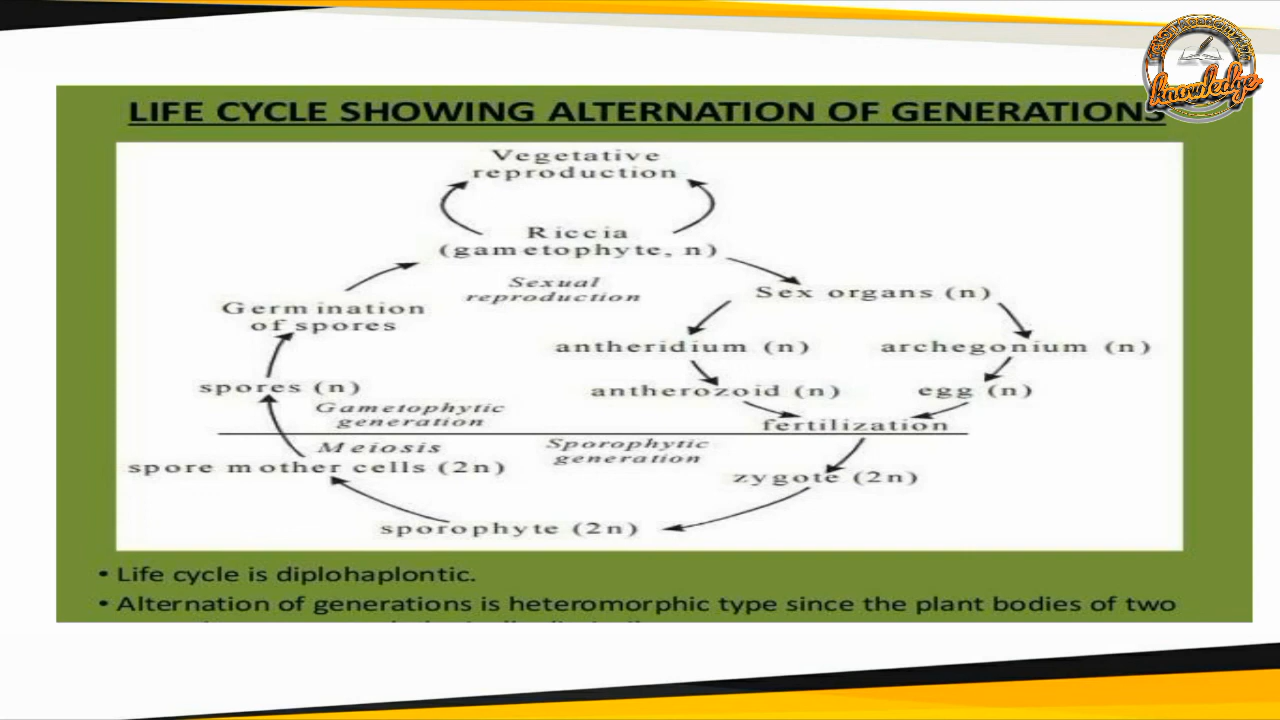 LIFE CYCLE SHOWING ALTERNATION OF GENERATIONS
knowledge
Vegetative
reproduction
Riccia
(gametophyte, n)
Sexual
reproduction
Sex organs (n)
Germination
of spores
antheridium (n)
archegonium (n)
spores (n)
antherozoid (n)
egg (n)
Gametophytic
generation
fertilization
Meiosis
Sporophytic
generation
spore mother cells (2n)
zygote (2n)
sporophyte (2n)
• Life cycle is diplohaplontic.
• Alternation of generations is heteromorphic type since the plant bodies of two